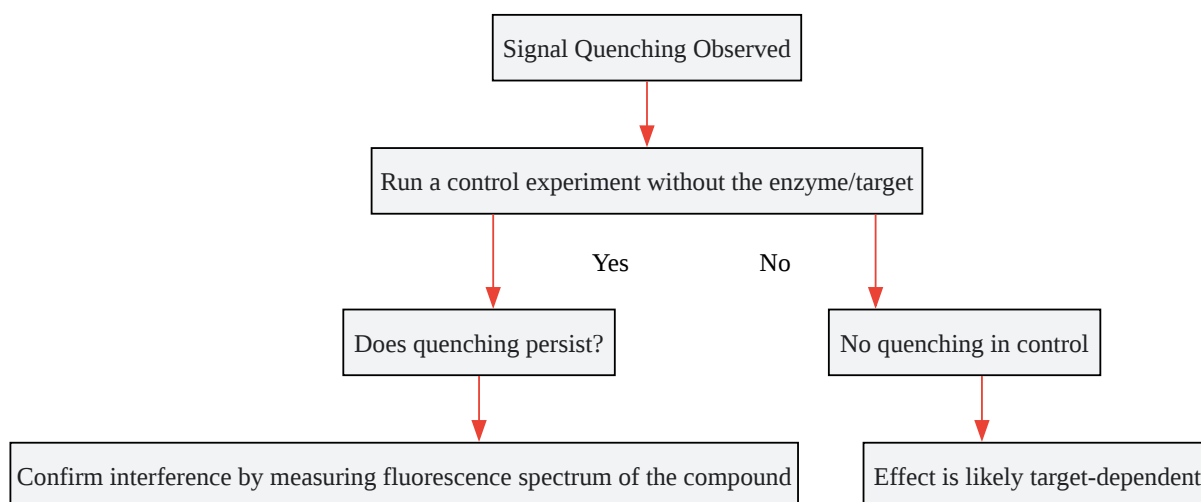 Signal Quenching Observed
Run a control experiment without the enzyme/target
Yes
No
Does quenching persist?
No quenching in control
Confirm interference by measuring fluorescence spectrum of the compound
Effect is likely target-dependent